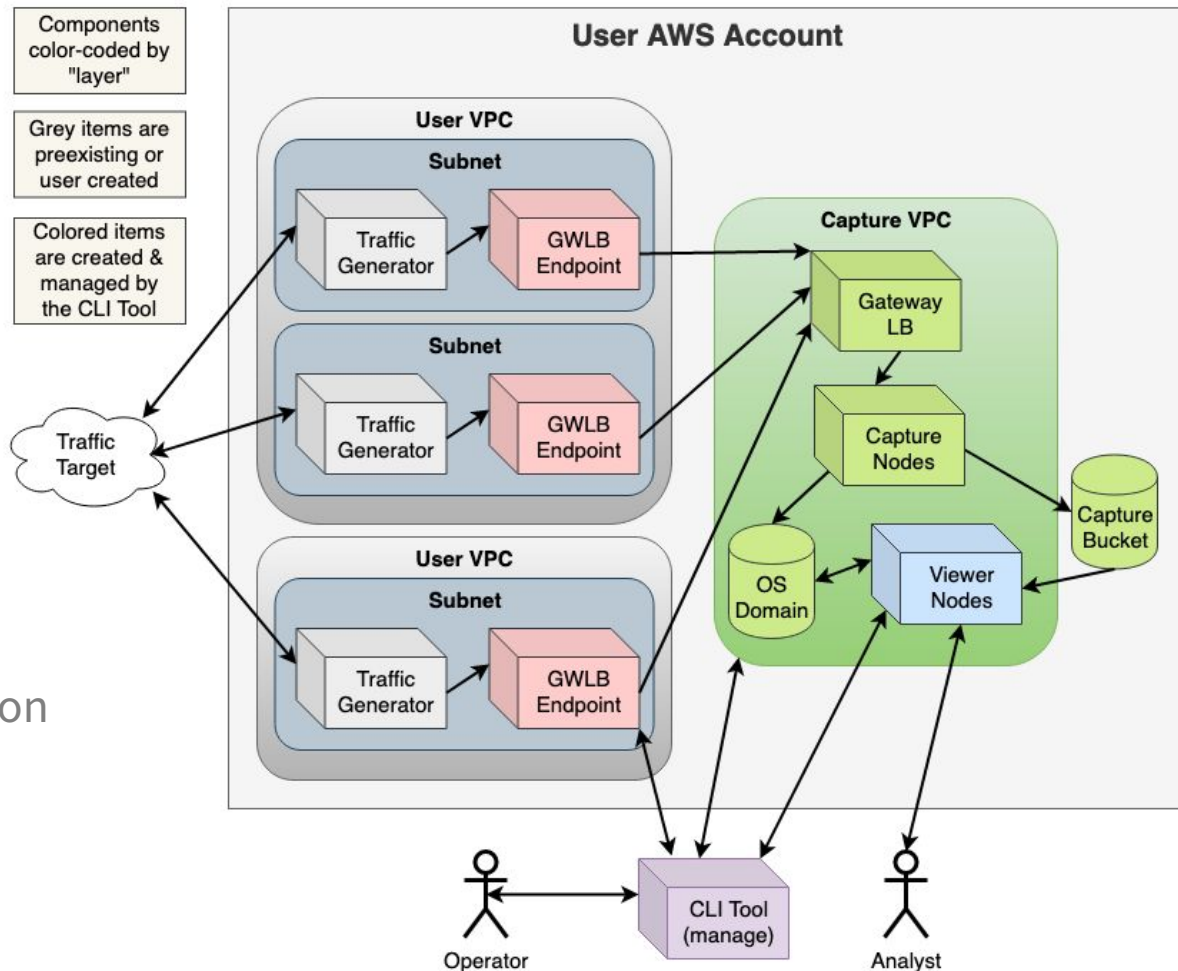 Components
color-coded by
"layer"
Grey items are
preexisting or
user created
Colored items
are created &
managed by
the CLI Tool
User AWS Account
User VPC
Subnet
Traffic
Generator
GWLB
Endpoint
Subnet
Traffic
Generator
GWLB
Endpoint
User VPC
Subnet
Traffic
Generator
GWLB
Endpoint
Traffic
Target
Capture VPC
Gateway
LB
Capture
Nodes
OS
Domain
Viewer
Nodes
Capture
Bucket
on
Operator
CLI Tool
(manage)
Analyst